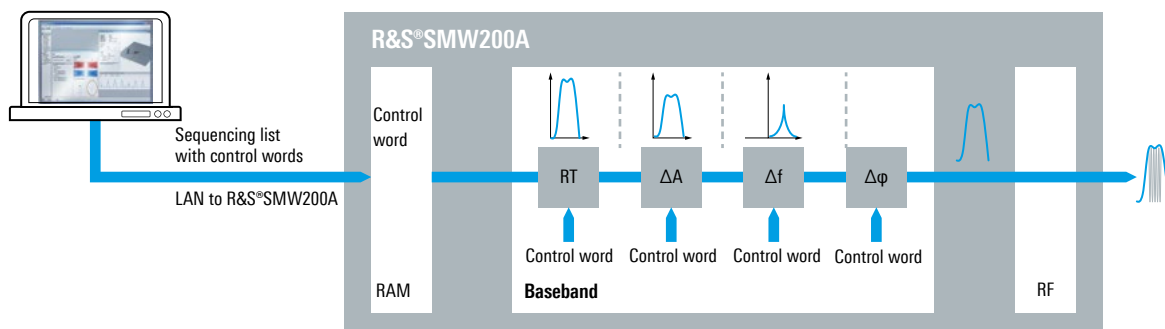 R&S®SMW200A
Control
word
Sequencing list
with control words
LAN to R&S®SMW200A
RT
ΔA
Δf
Δφ
Control word
Control word
Control word
Control word
RAM
Baseband
RF